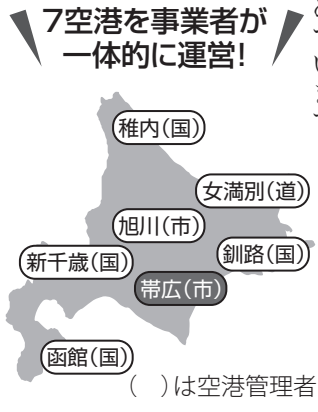 7空港を事業者が
一体的に運営!
稚内(国)
女満別(道)
旭川(市)
釧路(国)
新千歳(国)
帯広(市)
函館(国)
( )は空港管理者